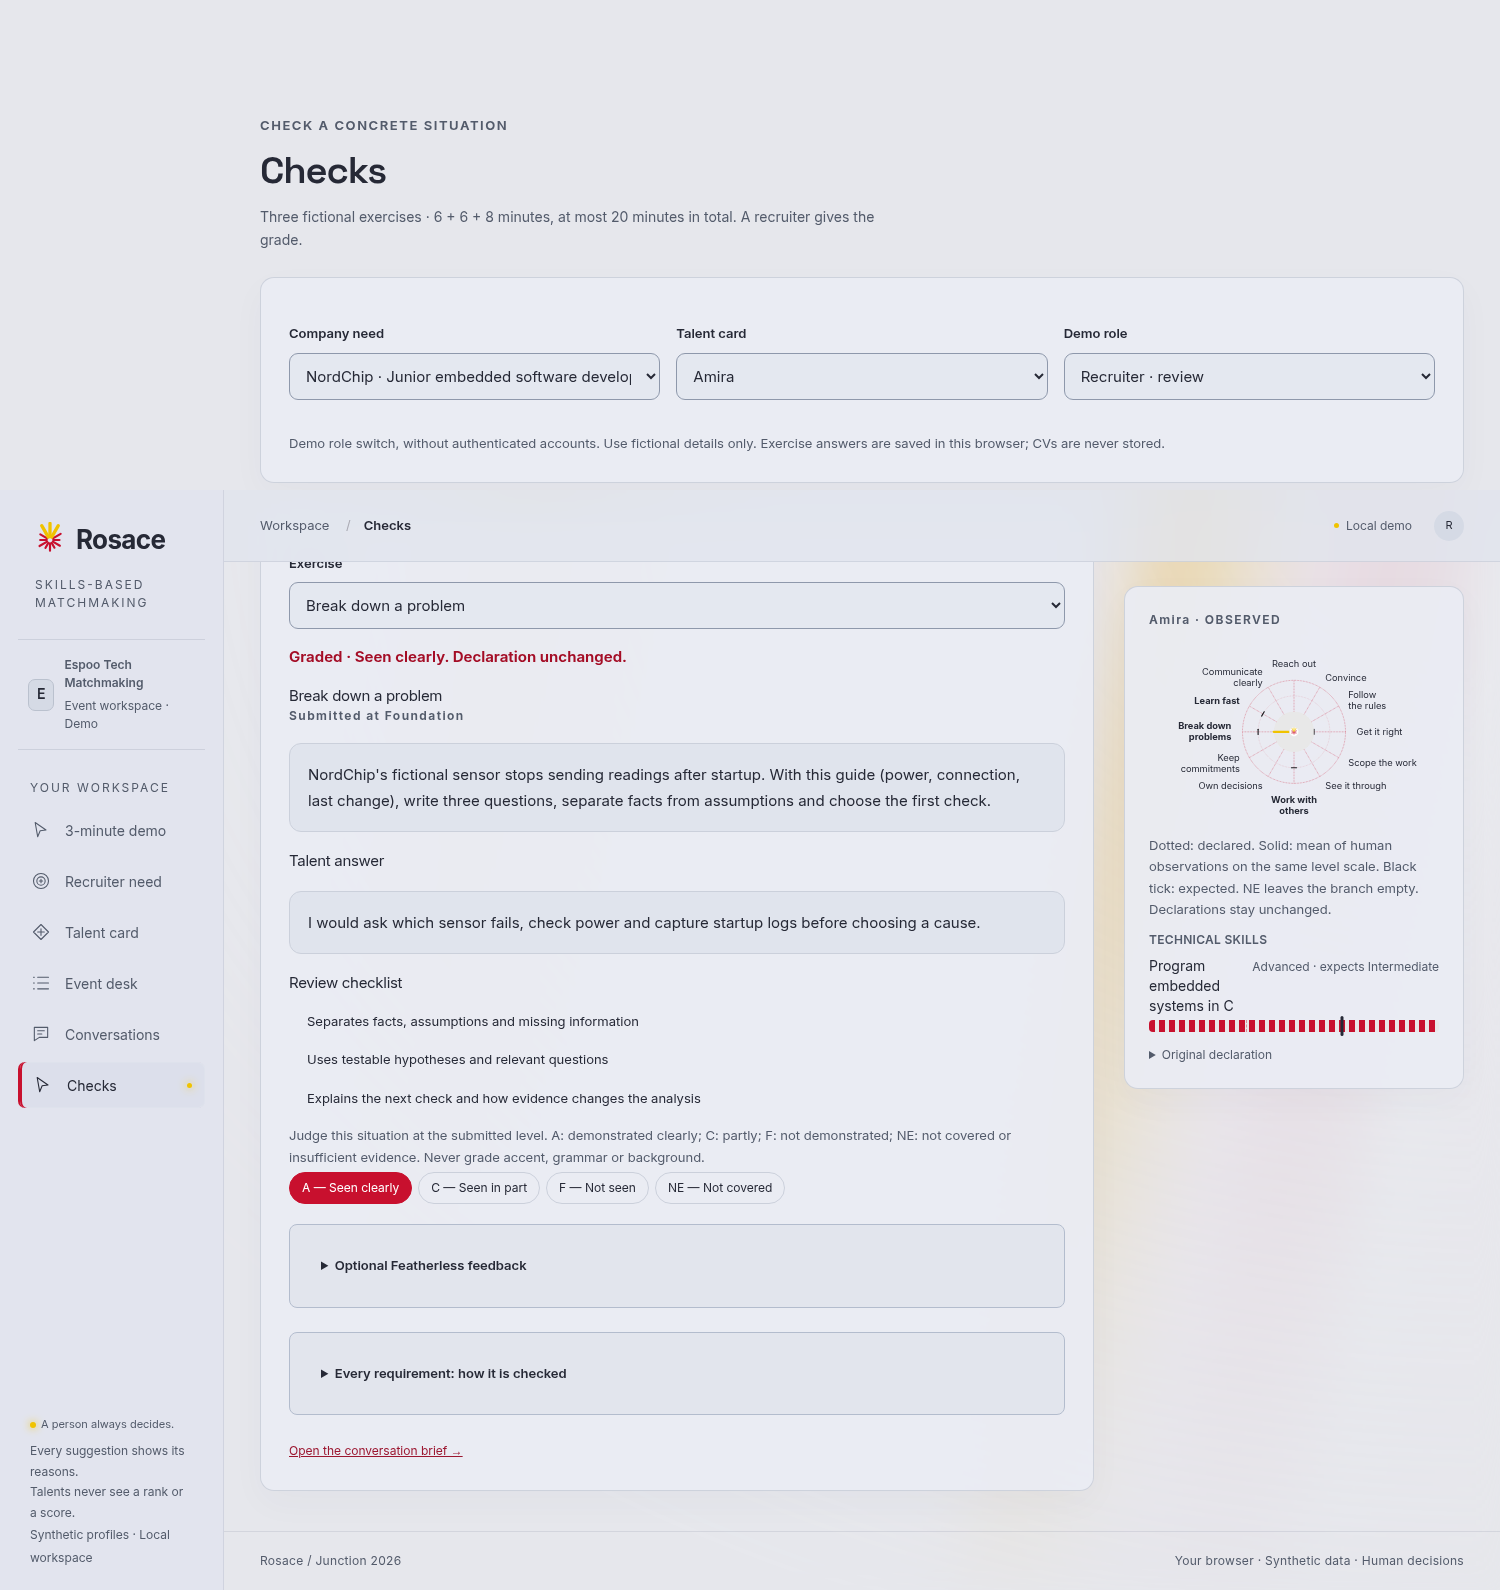 CHECK A CONCRETE SITUATION
Checks
Three fictional exercises · 6 + 6 + 8 minutes, at most 20 minutes in total. A recruiter gives the
grade.
Company need
Talent card
Demo role
NordChip · Junior embedded software develop
Amira
Recruiter · review
Demo role switch, without authenticated accounts. Use fictional details only. Exercise answers are saved in this browser; CVs are never stored.
Rosace
SKILLS-BASED
MATCHMAKING
E
Espoo Tech
Matchmaking
Event workspace ·
Demo
YOUR WORKSPACE
3-minute demo
Recruiter need
Talent card
Event desk
Conversations
Checks
A person always decides.
Every suggestion shows its
reasons.
Talents never see a rank or
a score.
Synthetic profiles · Local
workspace
Workspace / Checks
Local demo
R
Exercise
Break down a problem
Graded · Seen clearly. Declaration unchanged.
Break down a problem
Submitted at Foundation
NordChip's fictional sensor stops sending readings after startup. With this guide (power, connection,
last change), write three questions, separate facts from assumptions and choose the first check.
Talent answer
I would ask which sensor fails, check power and capture startup logs before choosing a cause.
Review checklist
Separates facts, assumptions and missing information
Uses testable hypotheses and relevant questions
Explains the next check and how evidence changes the analysis
Judge this situation at the submitted level. A: demonstrated clearly; C: partly; F: not demonstrated; NE: not covered or
insufficient evidence. Never grade accent, grammar or background.
A — Seen clearly
C — Seen in part
F — Not seen
NE — Not covered
Optional Featherless feedback
Every requirement: how it is checked
Open the conversation brief →
Amira · OBSERVED
Reach out
Convince
Follow
the rules
Get it right
Scope the work
See it through
Work with
others
Own decisions
Keep
commitments
Break down
problems
Learn fast
Communicate
clearly
Dotted: declared. Solid: mean of human
observations on the same level scale. Black
tick: expected. NE leaves the branch empty.
Declarations stay unchanged.
TECHNICAL SKILLS
Program
embedded
systems in C
Advanced · expects Intermediate
Original declaration
Rosace / Junction 2026
Your browser · Synthetic data · Human decisions